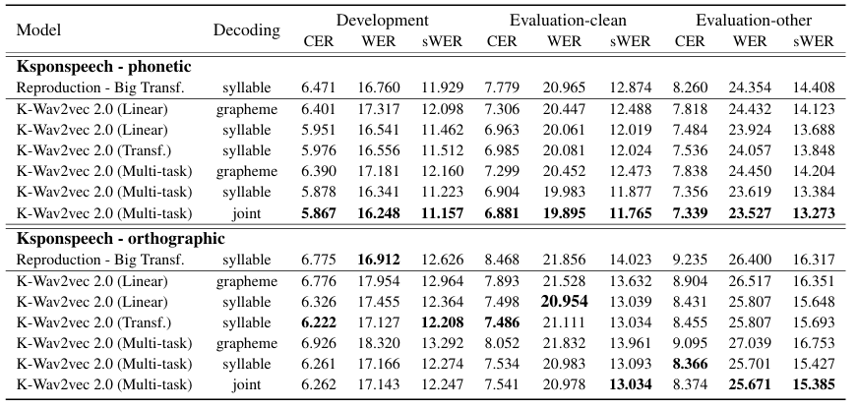 Model Decoding Development Evaluation-clean Evaluation-other
CER WER sWER CER WER sWER CER WER sWER
Ksponspeech - phonetic
Reproduction - Big Transf. syllable 6.471 16.760 11.929 7.779 20.965 12.874 8.260 24.354 14.408
K-Wav2vec 2.0 (Linear) grapheme 6.401 17.317 12.098 7.306 20.447 12.488 7.818 24.432 14.123
K-Wav2vec 2.0 (Linear) syllable 5.951 16.541 11.462 6.963 20.061 12.019 7.484 23.924 13.688
K-Wav2vec 2.0 (Transf.) syllable 5.976 16.556 11.512 6.985 20.081 12.024 7.536 24.057 13.848
K-Wav2vec 2.0 (Multi-task) grapheme 6.390 17.181 12.160 7.299 20.452 12.473 7.838 24.450 14.204
K-Wav2vec 2.0 (Multi-task) syllable 5.878 16.341 11.223 6.904 19.983 11.877 7.356 23.619 13.384
K-Wav2vec 2.0 (Multi-task) joint 5.867 16.248 11.157 6.881 19.895 11.765 7.339 23.527 13.273
Ksponspeech - orthographic
Reproduction - Big Transf. syllable 6.775 16.912 12.626 8.468 21.856 14.023 9.235 26.400 16.317
K-Wav2vec 2.0 (Linear) grapheme 6.776 17.954 12.964 7.893 21.528 13.632 8.904 26.517 16.351
K-Wav2vec 2.0 (Linear) syllable 6.326 17.455 12.364 7.498 20.954 13.039 8.431 25.807 15.648
K-Wav2vec 2.0 (Transf.) syllable 6.222 17.127 12.208 7.486 21.111 13.034 8.455 25.807 15.693
K-Wav2vec 2.0 (Multi-task) grapheme 6.926 18.320 13.292 8.052 21.832 13.961 9.095 27.039 16.753
K-Wav2vec 2.0 (Multi-task) syllable 6.261 17.166 12.274 7.534 20.983 13.093 8.366 25.701 15.427
K-Wav2vec 2.0 (Multi-task) joint 6.262 17.143 12.247 7.541 20.978 13.034 8.374 25.671 15.385